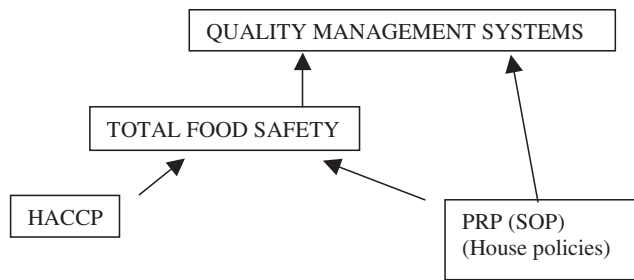 QUALITY MANAGEMENT SYSTEMS
TOTAL FOOD SAFETY
HACCP
PRP (SOP)
(House policies)